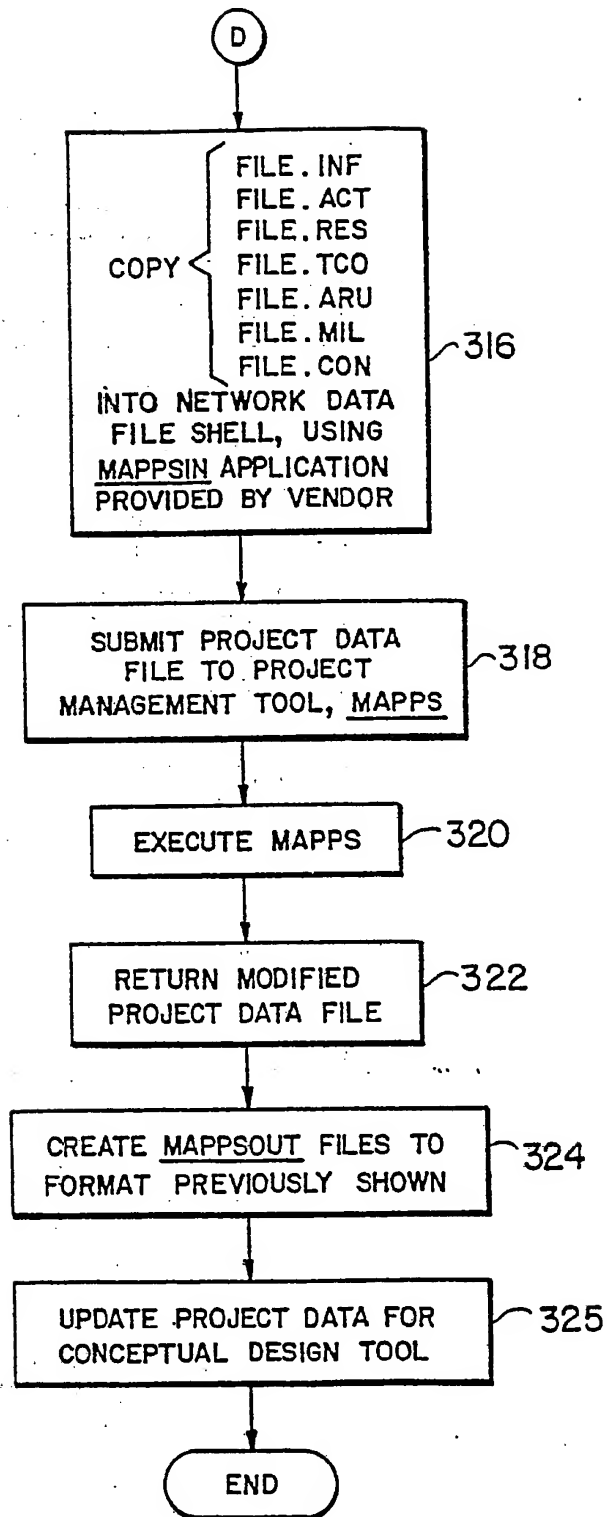 D
FILE.INF
FILE.ACT
FILE.RES
COPY
FILE.TCO
FILE.ARU
FILE.MIL
FILE.CON
316
INTO NETWORK DATA
FILE SHELL, USING
MAPPSIN APPLICATION
PROVIDED BY VENDOR
SUBMIT PROJECT DATA
FILE TO PROJECT
MANAGEMENT TOOL, MAPPS
318
EXECUTE MAPPS
320
RETURN MODIFIED
PROJECT DATA FILE
322
CREATE MAPPSOUT FILES TO
FORMAT PREVIOUSLY SHOWN
324
UPDATE PROJECT DATA FOR
CONCEPTUAL DESIGN TOOL
325
END